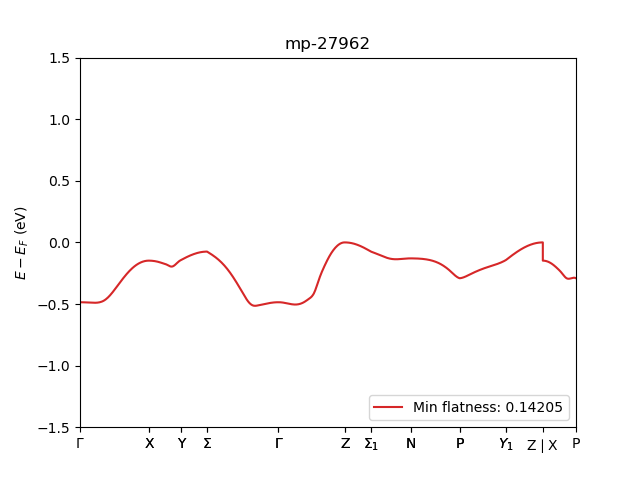 mp-27962
E − E_F (eV)
1.5
1.0
0.5
0.0
−0.5
−1.0
−1.5
Min flatness: 0.14205
Γ X Y Σ Γ Z Σ₁ N P Y₁ Z | X P